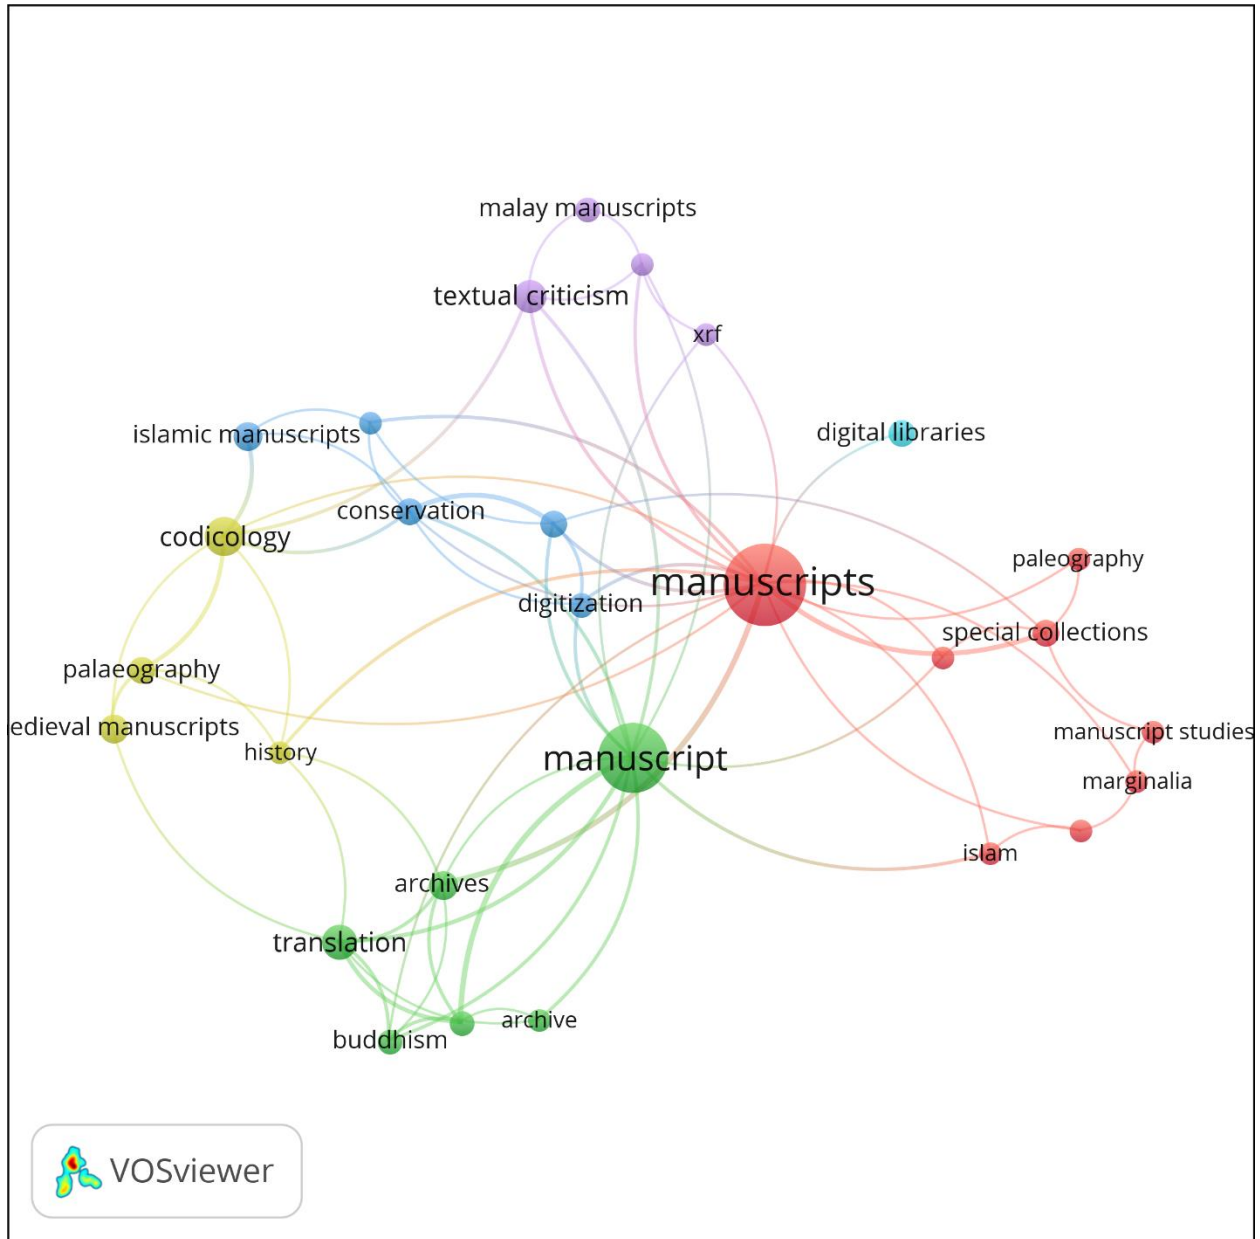 malay manuscripts
textual criticism
xrf
islamic manuscripts
digital libraries
conservation
codicology
manuscripts
paleography
digitization
special collections
palaeography
edieval manuscripts
history
manuscript studies
manuscript
marginalia
islam
archives
translation
archive
buddhism
VOSviewer